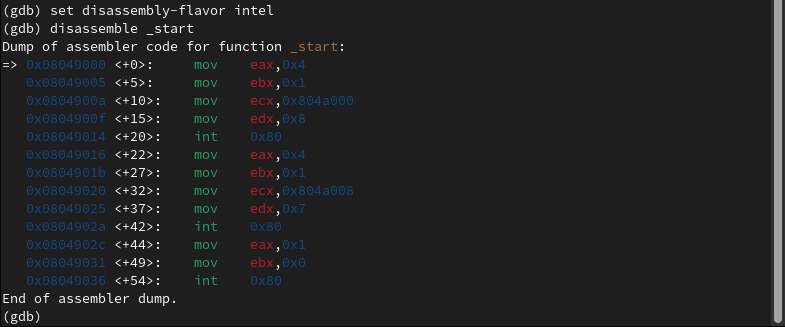 (gdb) set disassembly-flavor intel
(gdb) disassemble _start
Dump of assembler code for function _start:
=> 0x08049000 <+0>:     mov    eax,0x4
   0x08049005 <+5>:     mov    ebx,0x1
   0x0804900a <+10>:    mov    ecx,0x804a000
   0x0804900f <+15>:    mov    edx,0x8
   0x08049014 <+20>:    int    0x80
   0x08049016 <+22>:    mov    eax,0x4
   0x0804901b <+27>:    mov    ebx,0x1
   0x08049020 <+32>:    mov    ecx,0x804a008
   0x08049025 <+37>:    mov    edx,0x7
   0x0804902a <+42>:    int    0x80
   0x0804902c <+44>:    mov    eax,0x1
   0x08049031 <+49>:    mov    ebx,0x0
   0x08049036 <+54>:    int    0x80
End of assembler dump.
(gdb)